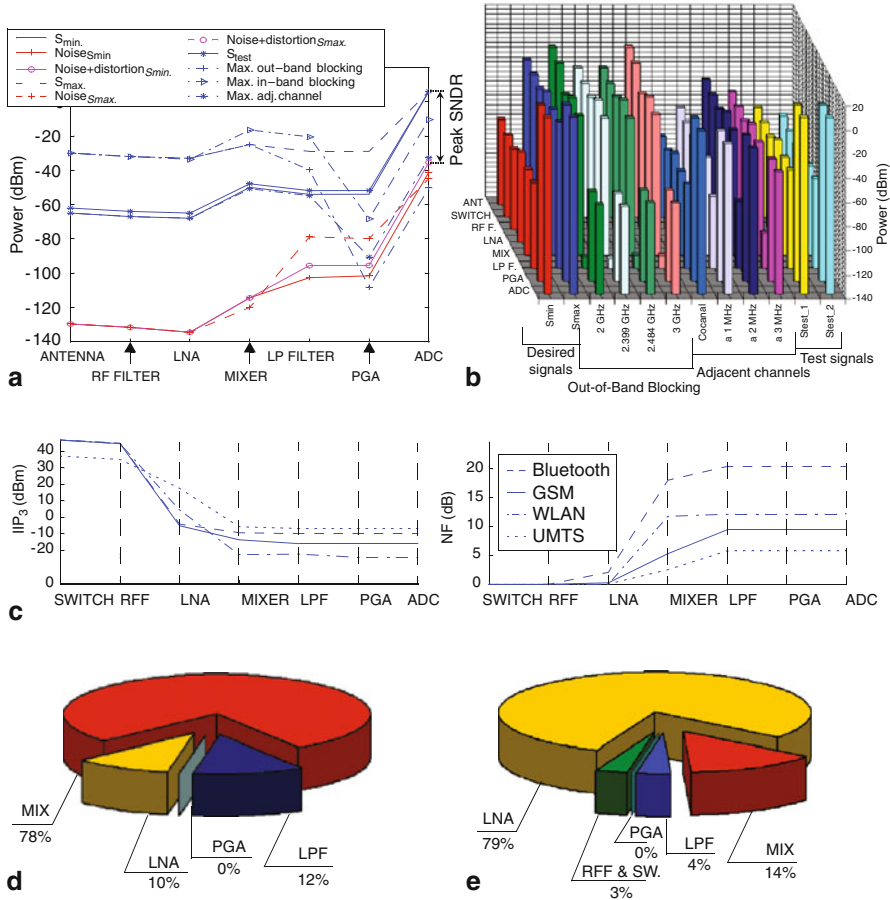 S_min.
Noise_Smin
Noise+distortion_Smin.
S_max.
Noise_Smax.
Noise+distortion_Smax.
S_test
Max. out-band blocking
Max. in-band blocking
Max. adj.channel
Power (dBm)
-20
-40
-60
-80
-100
-120
-140
Peak SNDR
ANTENNA
RF FILTER
LNA
MIXER
LP FILTER
PGA
ADC
a
ANT
SWITCH
RF F.
LNA
MIX
LP F.
PGA
ADC
20
0
-20
-40
-60
-80
-100
-120
-140
Power (dBm)
Smin
Smax
2 GHz
2.399 GHz
2.484 GHz
3 GHz
Cocanal
a 1 MHz
a 2 MHz
a 3 MHz
Stest_1
Stest_2
Desired
signals
Out-of-Band Blocking
Adjacent channels
Test signals
b
IIP3 (dBm)
40
30
20
10
0
-10
-20
0
SWITCH RFF LNA MIXER LPF PGA ADC
c
NF (dB)
20
15
10
5
0
Bluetooth
GSM
WLAN
UMTS
SWITCH RFF LNA MIXER LPF PGA ADC
MIX
78%
LNA
10%
PGA
0%
LPF
12%
d
LNA
79%
RFF & SW.
3%
PGA
0%
LPF
4%
MIX
14%
e